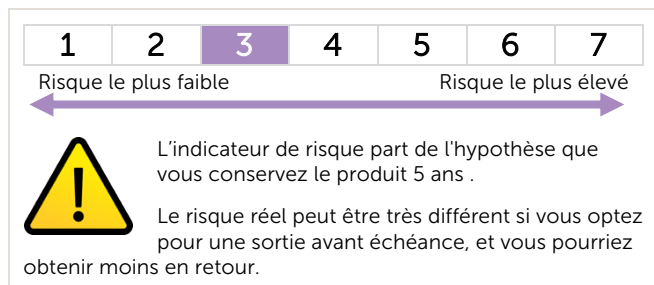 1 2 3 4 5 6 7
Risque le plus faible Risque le plus élevé
L'indicateur de risque part de l'hypothèse que
vous conservez le produit 5 ans .
Le risque réel peut être très différent si vous optez
pour une sortie avant échéance, et vous pourriez
obtenir moins en retour.